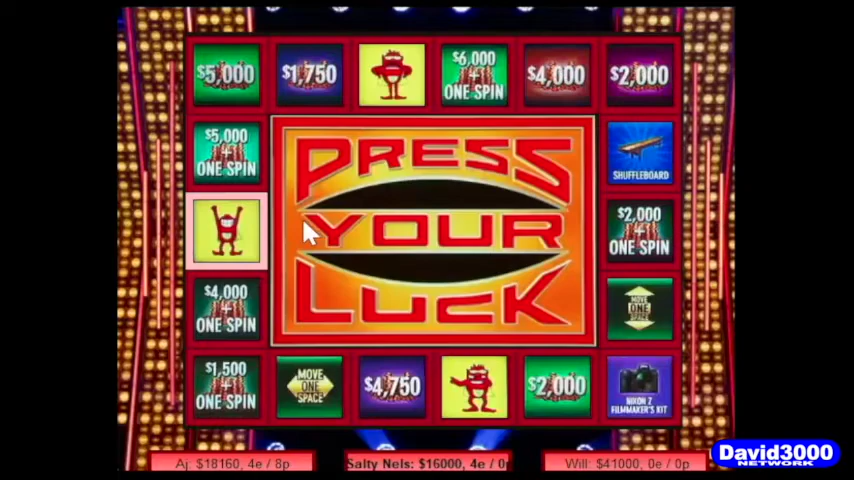 $5,000
$1,750
$6,000
+
ONE SPIN
$4,000
$2,000
$5,000
+
ONE SPIN
SHUFFLEBOARD
PRESS
YOUR
LUCK
$2,000
+
ONE SPIN
$4,000
+
ONE SPIN
MOVE
ONE
SPACE
$1,500
+
ONE SPIN
MOVE
ONE
SPACE
$4,750
$2,000
NIXON Z
FILMMAKER'S KIT
Aj: $18160, 4e / 8p
Salty Nels: $16000, 4e / 0p
Will: $41000, 0e / 0p
David3000
NETWORK